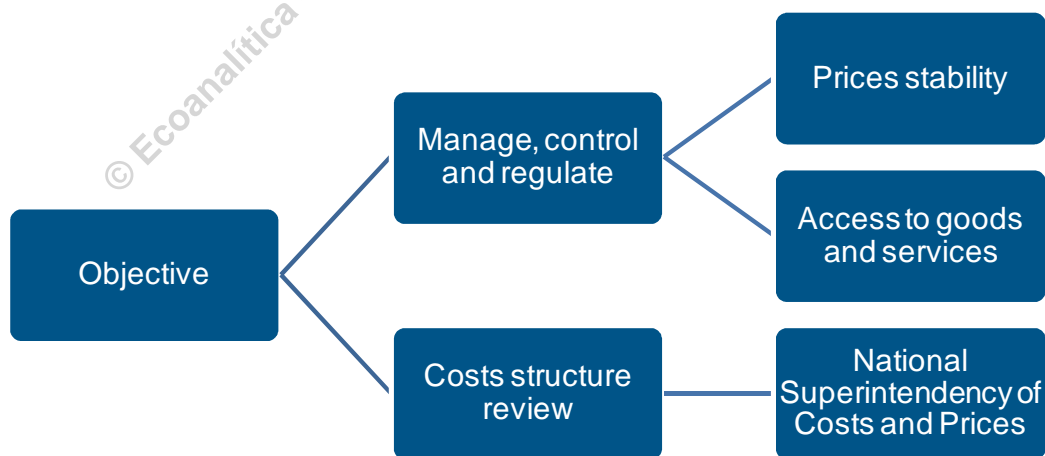 © Ecoanalítica
Objective
Manage, control
and regulate
Costs structure
review
Prices stability
Access to goods
and services
National
Superintendency of
Costs and Prices